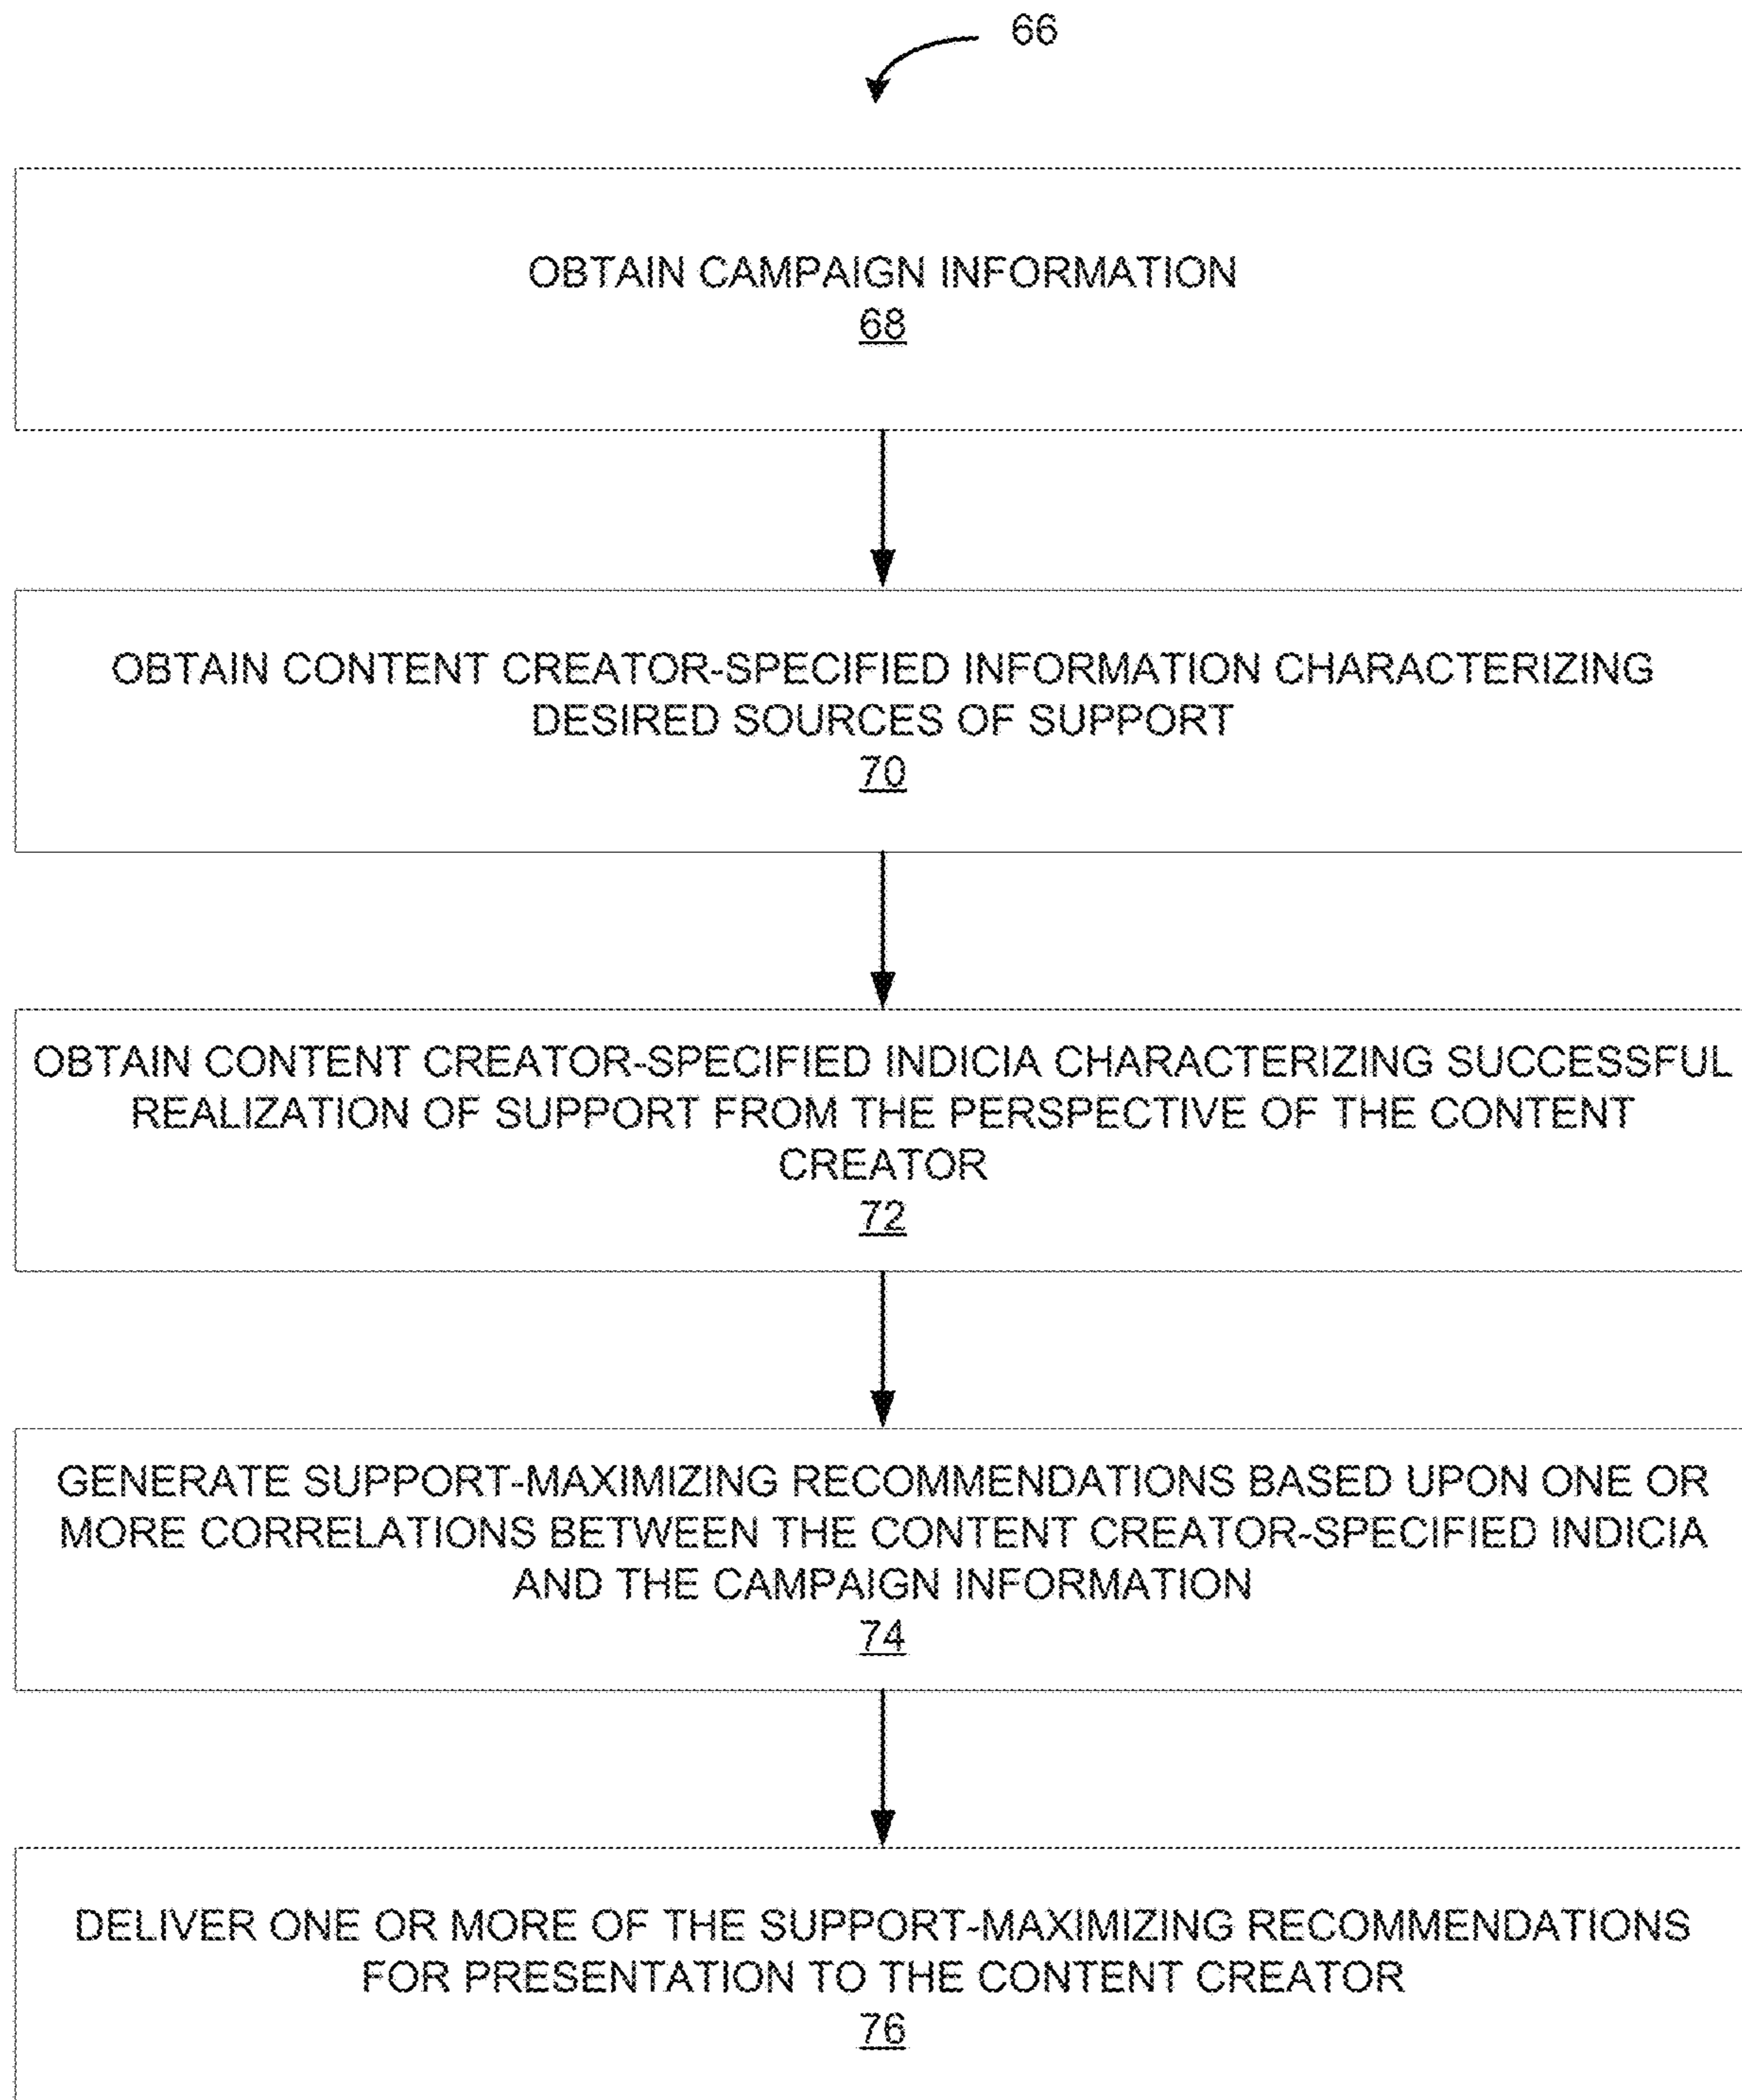 66
OBTAIN CAMPAIGN INFORMATION
68
OBTAIN CONTENT CREATOR-SPECIFIED INFORMATION CHARACTERIZING
DESIRED SOURCES OF SUPPORT
70
OBTAIN CONTENT CREATOR-SPECIFIED INDICIA CHARACTERIZING SUCCESSFUL
REALIZATION OF SUPPORT FROM THE PERSPECTIVE OF THE CONTENT
CREATOR
72
GENERATE SUPPORT-MAXIMIZING RECOMMENDATIONS BASED UPON ONE OR
MORE CORRELATIONS BETWEEN THE CONTENT CREATOR-SPECIFIED INDICIA
AND THE CAMPAIGN INFORMATION
74
DELIVER ONE OR MORE OF THE SUPPORT-MAXIMIZING RECOMMENDATIONS
FOR PRESENTATION TO THE CONTENT CREATOR
76